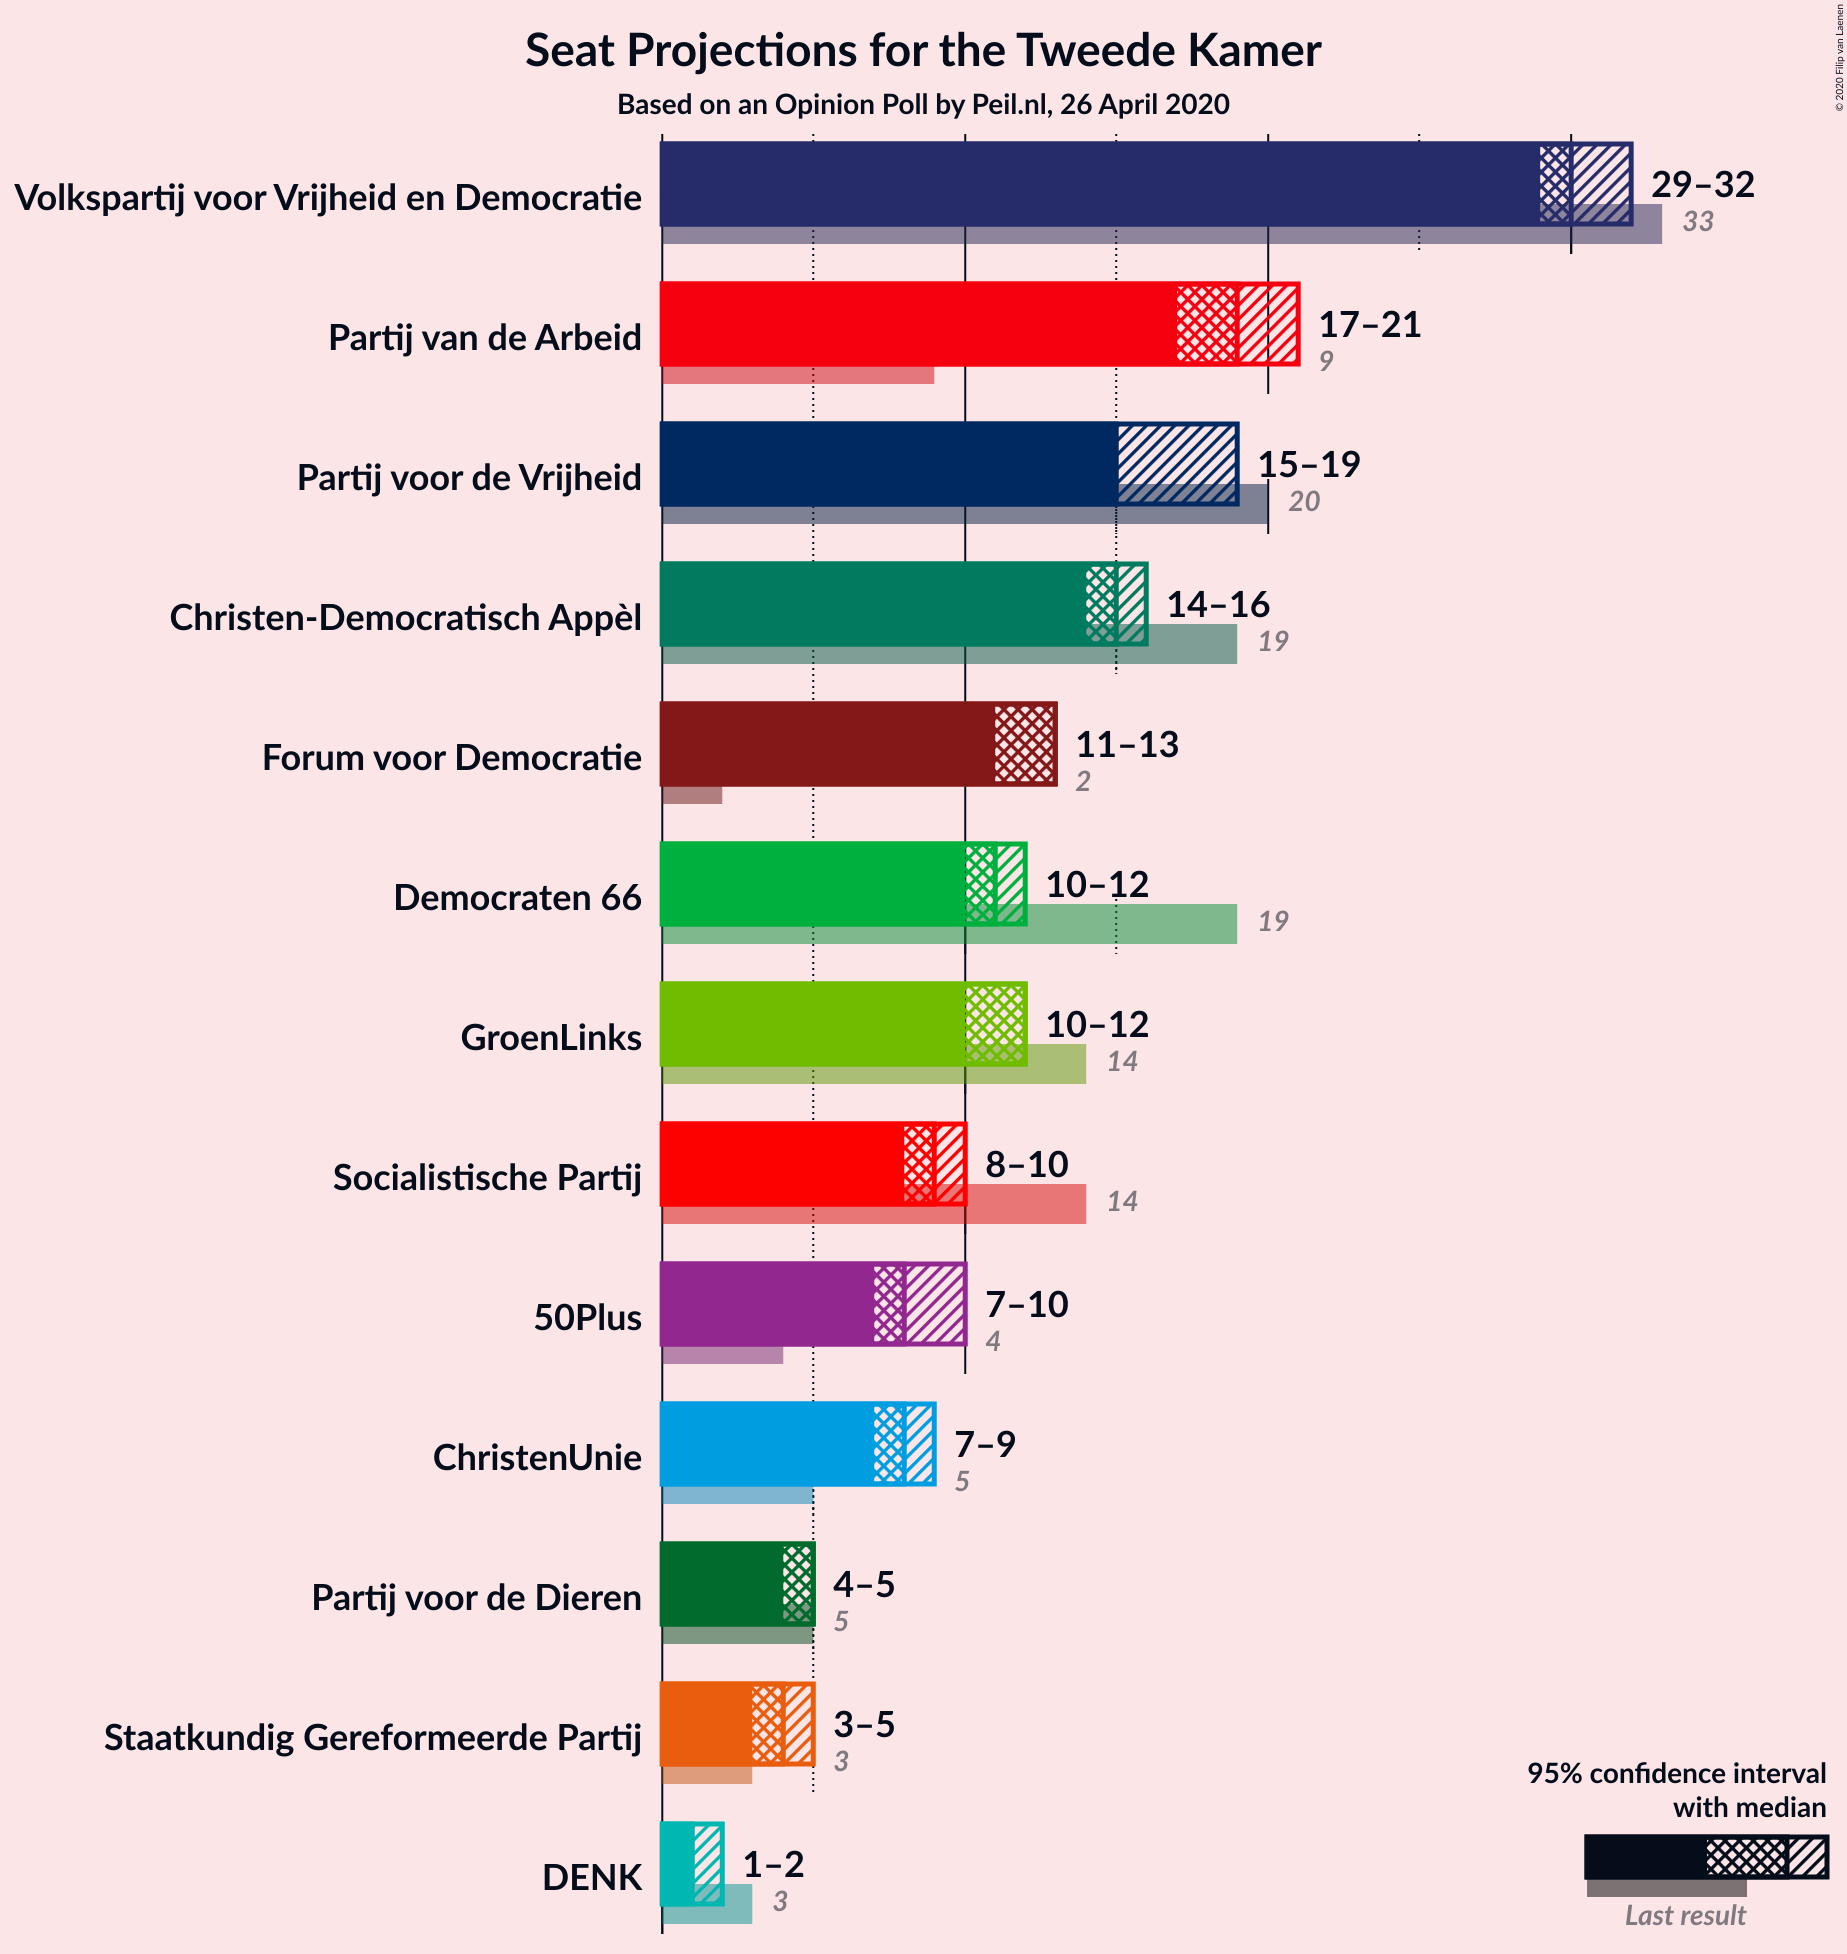 Seat Projections for the Tweede Kamer
Based on an Opinion Poll by Peil.nl, 26 April 2020
© 2020 Filip van Laenen
Volkspartij voor Vrijheid en Democratie
29–32
33
Partij van de Arbeid
17–21
9
Partij voor de Vrijheid
15–19
20
Christen-Democratisch Appèl
14–16
19
Forum voor Democratie
11–13
2
Democraten 66
10–12
19
GroenLinks
10–12
14
Socialistische Partij
8–10
14
50Plus
7–10
4
ChristenUnie
7–9
5
Partij voor de Dieren
4–5
5
Staatkundig Gereformeerde Partij
3–5
3
DENK
1–2
3
95% confidence interval
with median
Last result